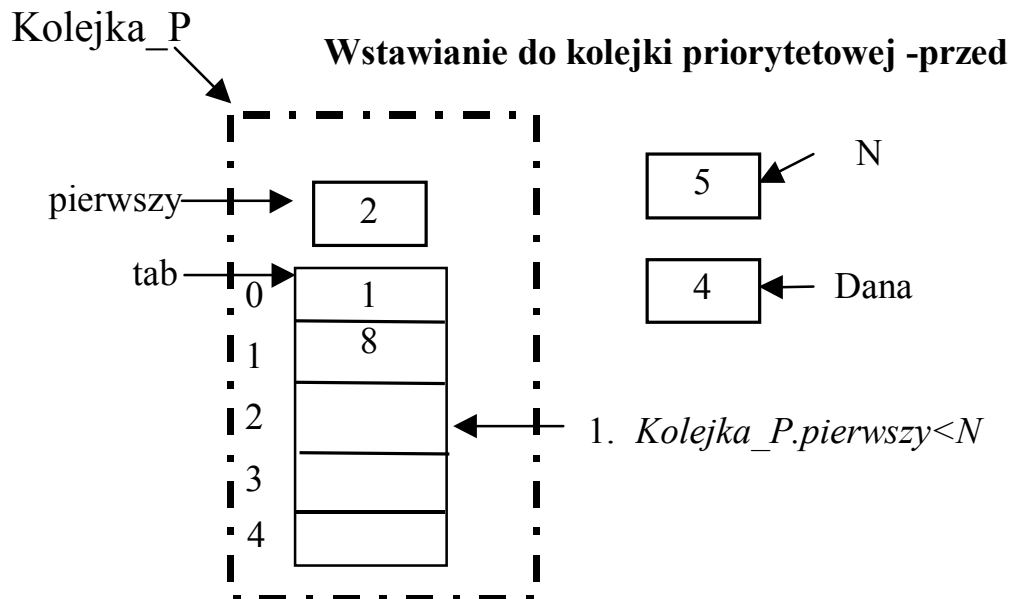 Kolejka_P
Wstawianie do kolejki priorytetowej -przed
N
5
pierwszy
2
tab
0
1
4
Dana
8
1
2
1. Kolejka_P.pierwszy<N
3
4